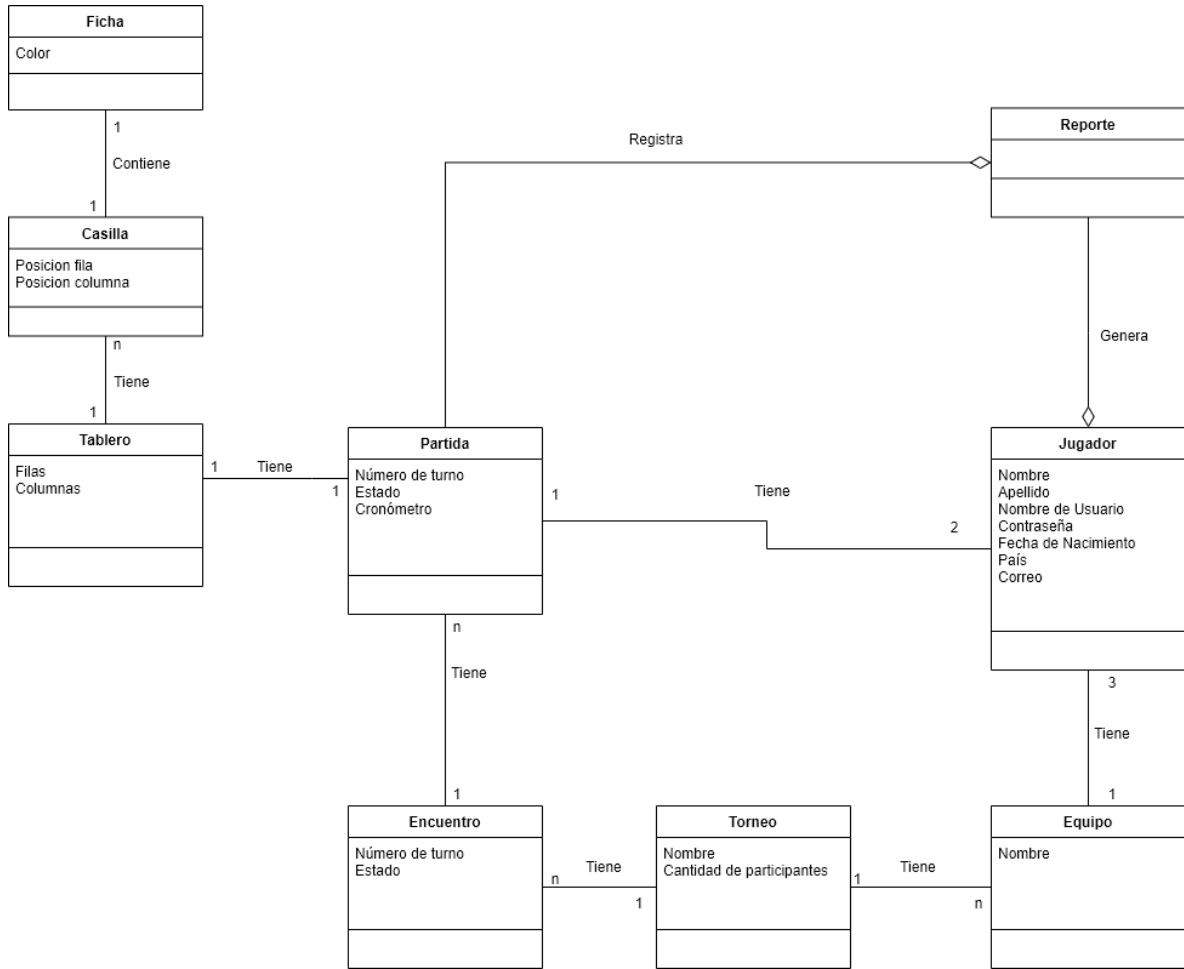 Ficha
Color
1
Contiene
1
Casilla
Posicion fila
Posicion columna
n
Tiene
1
Tablero
Filas
Columnas
1
Tiene
1
Partida
Número de turno
Estado
Cronómetro
Registra
Reporte
Genera
1
Tiene
2
Jugador
Nombre
Apellido
Nombre de Usuario
Contraseña
Fecha de Nacimiento
País
Correo
n
Tiene
1
3
Tiene
1
Encuentro
Número de turno
Estado
n
Tiene
1
Torneo
Nombre
Cantidad de participantes
1
Tiene
n
Equipo
Nombre